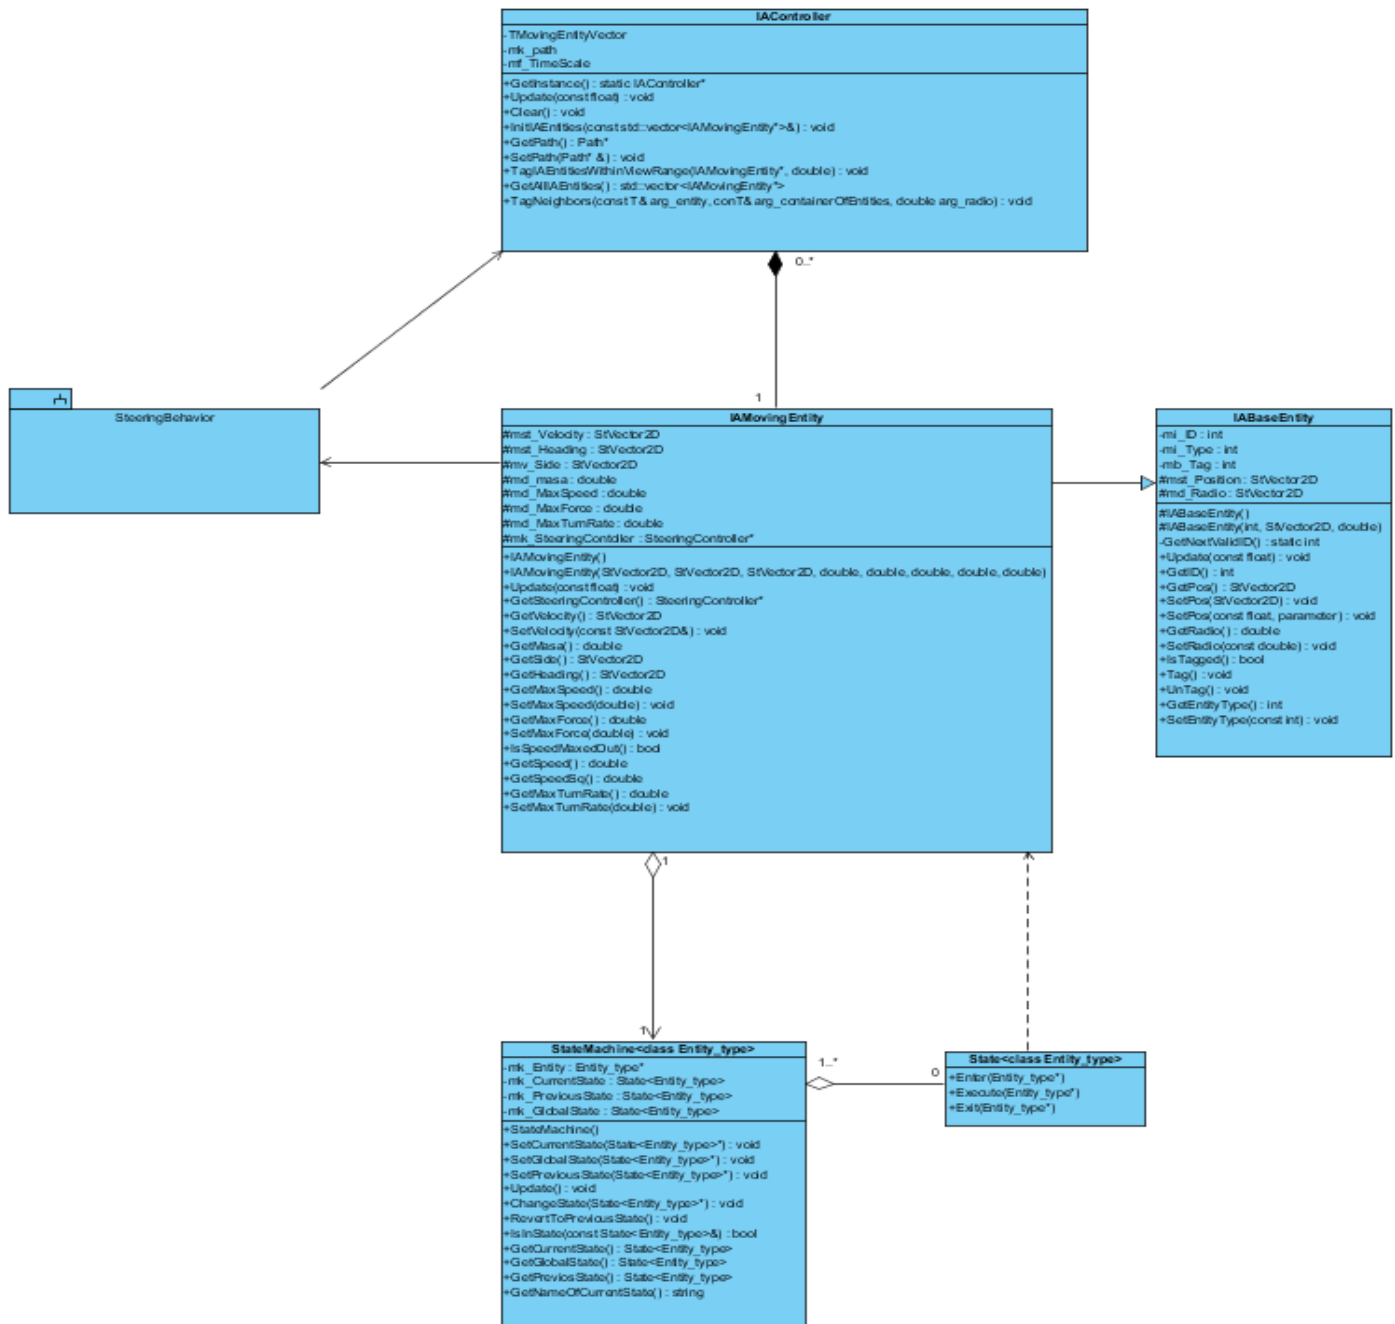 IAController
-TMovingEntityVector
-mk_path
-mf_TimeScale
+GetInstance() : static IAController*
+Update(const float) : void
+Clear() : void
+InitIAEntities(const std::vector<IAMovingEntity*>&) : void
+GetPath() : Path*
+SetPath(Path* &) : void
+TagIAEntitiesWithinViewRange(IAMovingEntity*, double) : void
+GetAllIAEntities() : std::vector<IAMovingEntity*>
+TagNeighbors(const T& arg_entity, conT& arg_containerOfEntities, double arg_radio) : void
0..*
1
SteeringBehavior
IAMovingEntity
#mst_Velocity : StVector2D
#mst_Heading : StVector2D
#mv_Side : StVector2D
#md_masa : double
#md_MaxSpeed : double
#md_MaxForce : double
#md_MaxTurnRate : double
#mk_SteeringContdler : SteeringController*
+IAMovingEntity()
+IAMovingEntity(StVector2D, StVector2D, StVector2D, double, double, double, double, double)
+Update(const float) : void
+GetSteeringController() : SteeringController*
+GetVelocity() : StVector2D
+SetVelocity(const StVector2D&) : void
+GetMasa() : double
+GetSide() : StVector2D
+GetHeading() : StVector2D
+GetMaxSpeed() : double
+SetMaxSpeed(double) : void
+GetMaxForce() : double
+SetMaxForce(double) : void
+IsSpeedMaxedOut() : bool
+GetSpeed() : double
+GetSpeedSq() : double
+GetMaxTurnRate() : double
+SetMaxTurnRate(double) : void
IABaseEntity
-mi_ID : int
-mi_Type : int
-mb_Tag : int
#mst_Position : StVector2D
#md_Radio : StVector2D
#IABaseEntity()
#IABaseEntity(int, StVector2D, double)
-GetNextValidID() : static int
+Update(const float) : void
+GetID() : int
+GetPos() : StVector2D
+SetPos(StVector2D) : void
+SetPos(const float, parameter) : void
+GetRadio() : double
+SetRadio(const double) : void
+IsTagged() : bool
+Tag() : void
+UnTag() : void
+GetEntityType() : int
+SetEntityType(const int) : void
1
1
StateMachine<class Entity_type>
-mk_Entity : Entity_type*
-mk_CurrentState : State<Entity_type>
-mk_PreviousState : State<Entity_type>
-mk_GlobalState : State<Entity_type>
+StateMachine()
+SetCurrentState(State<Entity_type>*) : void
+SetGlobalState(State<Entity_type>*) : void
+SetPreviousState(State<Entity_type>*) : void
+Update() : void
+ChangeState(State<Entity_type>*) : void
+RevertToPreviousState() : void
+IsInState(const State<Entity_type>&) : bool
+GetCurrentState() : State<Entity_type>
+GetGlobalState() : State<Entity_type>
+GetPreviosState() : State<Entity_type>
+GetNameOfCurrentState() : string
1..*
0
State<class Entity_type>
+Enter(Entity_type*)
+Execute(Entity_type*)
+Exit(Entity_type*)